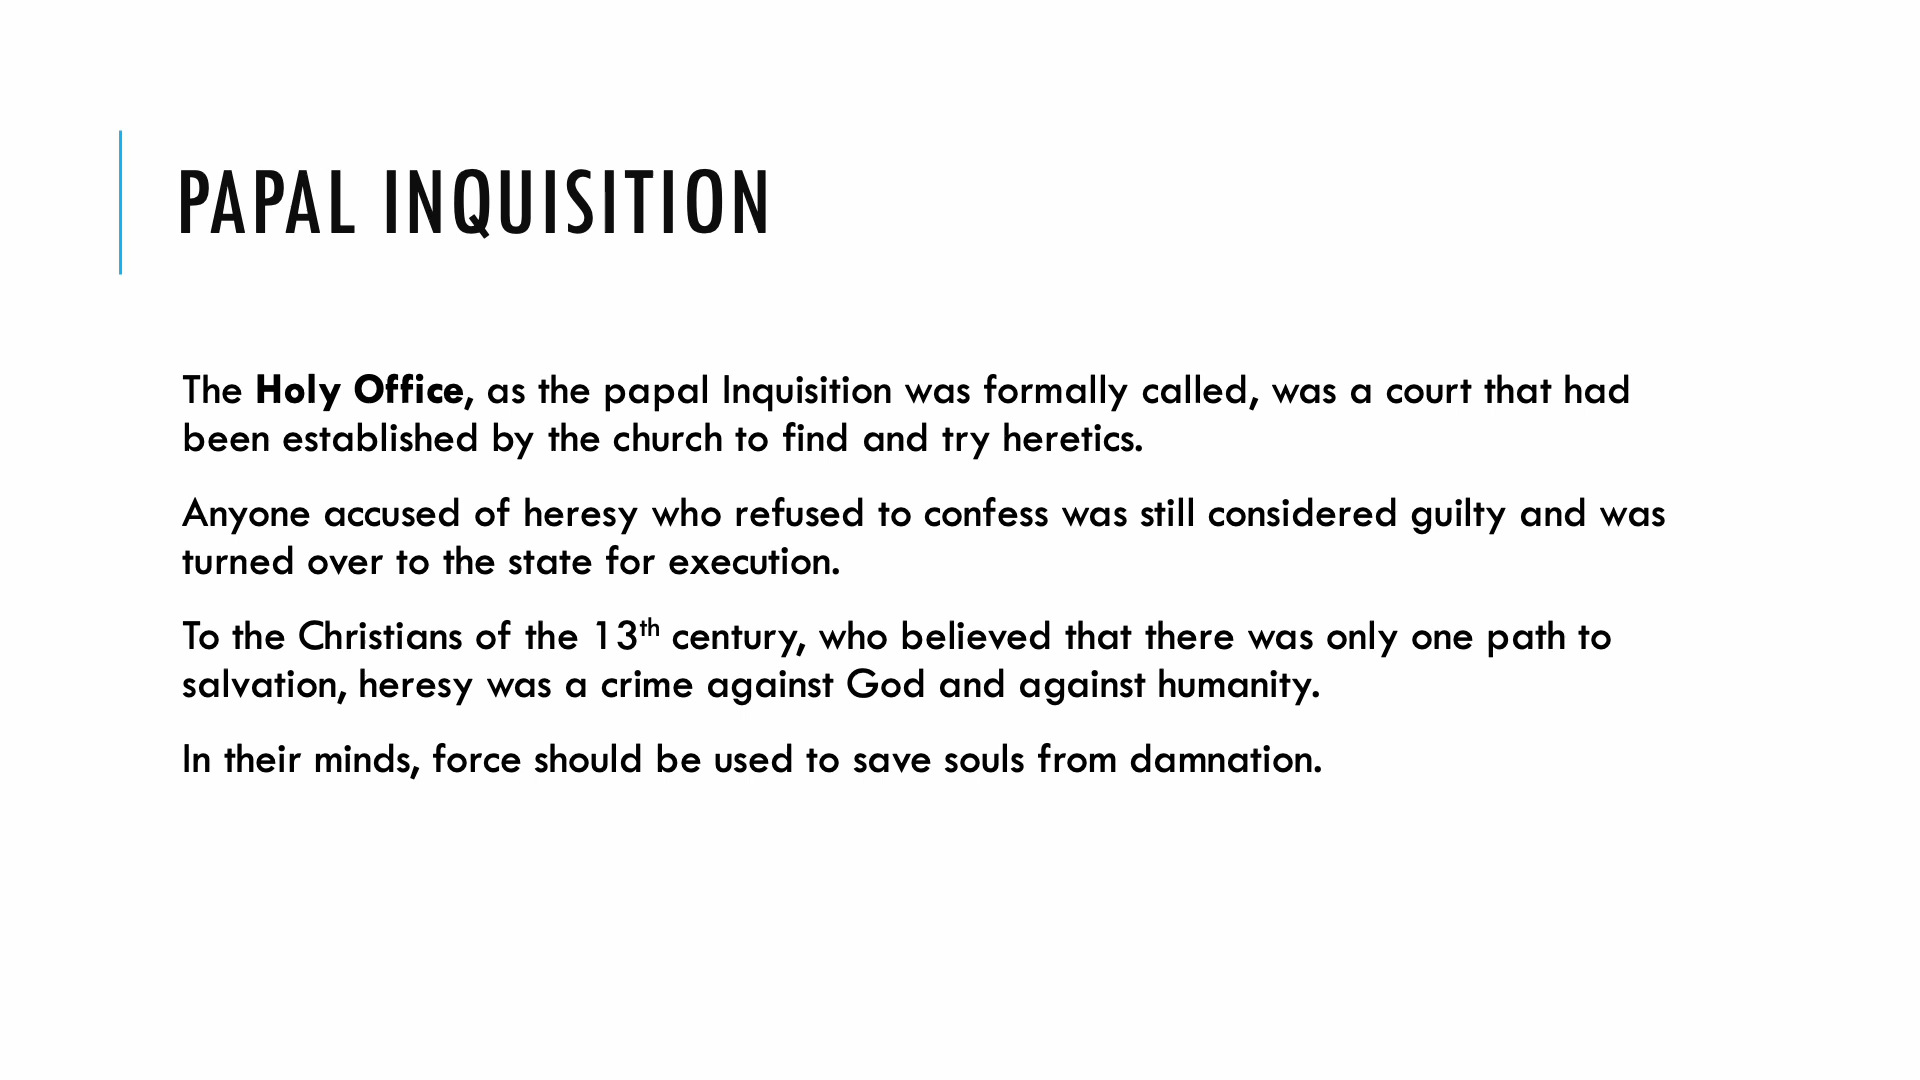 PAPAL INQUISITION
The Holy Office, as the papal Inquisition was formally called, was a court that had
been established by the church to find and try heretics.
Anyone accused of heresy who refused to confess was still considered guilty and was
turned over to the state for execution.
To the Christians of the 13th century, who believed that there was only one path to
salvation, heresy was a crime against God and against humanity.
In their minds, force should be used to save souls from damnation.